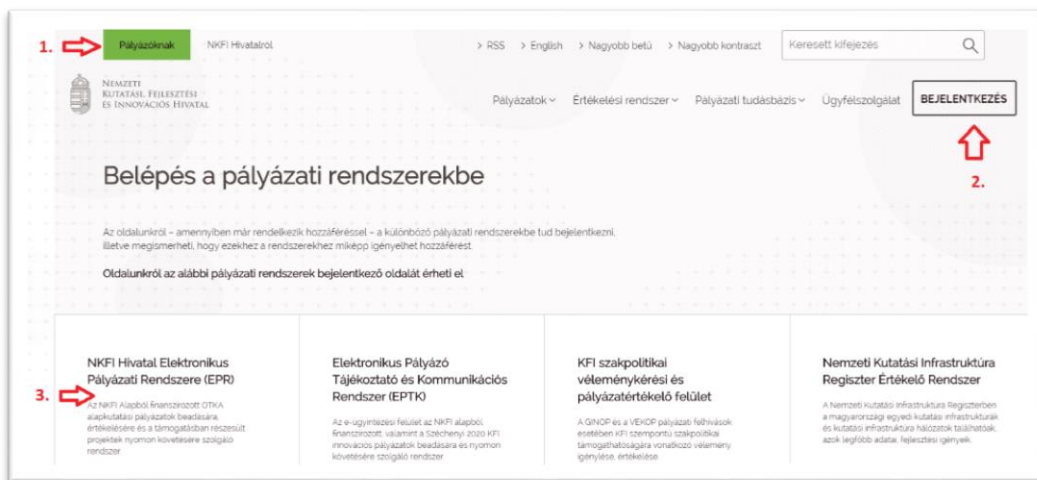 1.
Pályázóknak
NKFI Hivatalról
> RSS > English > Nagyobb betű > Nagyobb kontraszt
Keresett kifejezés
NEMZETI
KUTATÁSI, FEJLESZTÉSI
ÉS INNOVÁCIÓS HIVATAL
Pályázatok Értékelési rendszer Pályázati tudásbázis Ügyfélszolgálat
BEJELENTKEZÉS
2.
Belépés a pályázati rendszerekbe
Az oldalunkról – amennyiben már rendelkezik hozzáféréssel – a különböző pályázati rendszerekbe tud bejelentkezni,
illetve megismerheti, hogy ezekhez a rendszerekhez miképp igényelhet hozzáférést.
Oldalunkról az alábbi pályázati rendszerek bejelentkező oldalát érheti el
3.
NKFI Hivatal Elektronikus
Pályázati Rendszere (EPR)
Az NKFI Alapból finanszírozott OTKA
alapkutatási pályázatok beadására,
értékelésére és a támogatásban részesült
projektek nyomon követésére szolgáló
rendszer.
Elektronikus Pályázó
Tájékoztató és Kommunikációs
Rendszer (EPTK)
Az e-ügyintézési felület az NKFI alapból
finanszírozott, valamint a Széchenyi 2020 KFI
innovációs pályázatok beadására és nyomon
követésére szolgáló rendszer.
KFI szakpolitikai
véleménykérési és
pályázatértékelő felület
A GINOP és a VEKOP pályázati felhívások
esetében KFI szempontú szakpolitikai
támogathatóságára vonatkozó vélemény
igénylése, értékelése.
Nemzeti Kutatási Infrastruktúra
Regiszter Értékelő Rendszer
A Nemzeti Kutatási Infrastruktúra Regiszterben
a magyarországi egyedi kutatási infrastruktúrák
és kutatási infrastruktúra hálózatok találhatóak,
azok legfőbb adatai, fejlesztési igényeik.